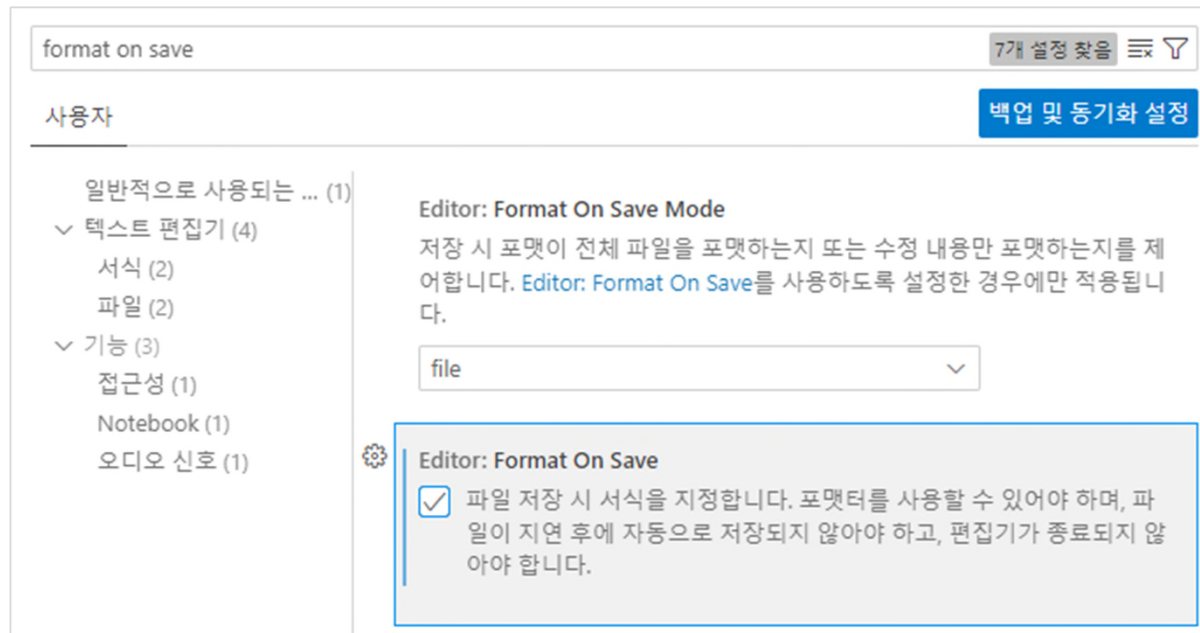 format on save
7개 설정 찾음
사용자
백업 및 동기화 설정
일반적으로 사용되는 ... (1)
텍스트 편집기 (4)
서식 (2)
파일 (2)
기능 (3)
접근성 (1)
Notebook (1)
오디오 신호 (1)
Editor: Format On Save Mode
저장 시 포맷이 전체 파일을 포맷하는지 또는 수정 내용만 포맷하는지를 제
어합니다. Editor: Format On Save를 사용하도록 설정한 경우에만 적용됩니
다.
file
Editor: Format On Save
파일 저장 시 서식을 지정합니다. 포맷터를 사용할 수 있어야 하며, 파
일이 지연 후에 자동으로 저장되지 않아야 하고, 편집기가 종료되지 않
아야 합니다.